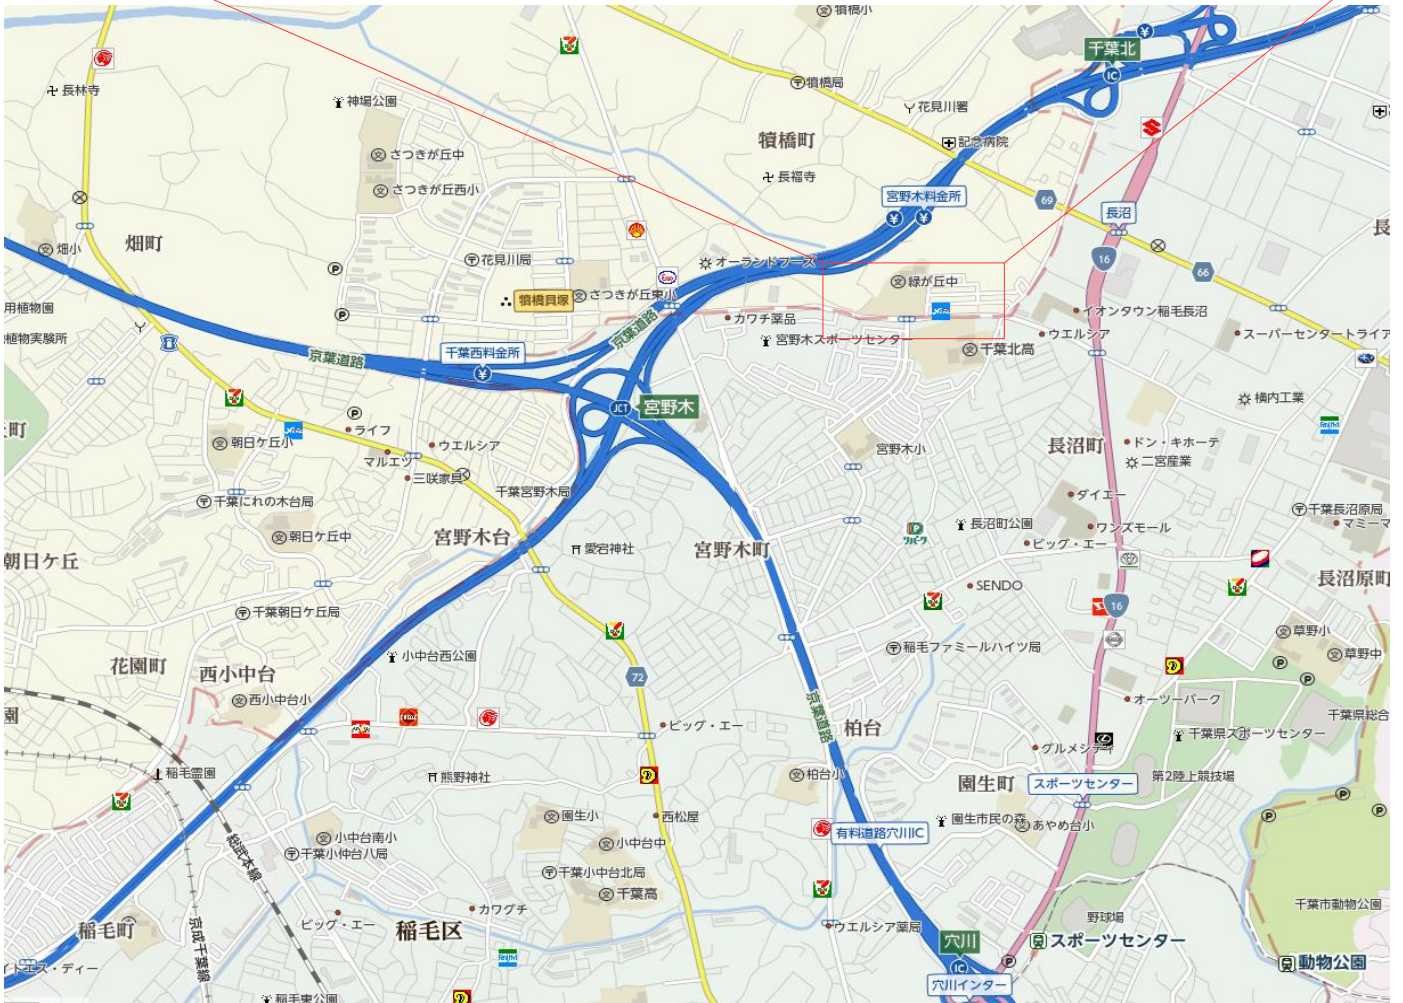 犢橋小
千葉北
IC
犢橋局
長林寺
神場公園
花見川署
犢橋町
記念病院
さつきが丘中
長福寺
さつきが丘西小
宮野木料金所
69
長沼
畑町
畑小
花見川局
オーランドフーズ
16
66
緑が丘中
犢橋貝塚
さつきが丘東小
用植物園
カワチ薬品
イオンタウン稲毛長沼
植物実験所
京葉道路
宮野木スポーツセンター
ウエルシア
スーパーセンタートライア
千葉西料金所
京葉道路
千葉北高
JCT
宮野木
横内工業
ライフ
朝日ケ丘小
ウエルシア
宮野木小
長沼町
ドン・キホーテ
マルエツ
二宮産業
三咲家具
千葉宮野木局
ダイエー
千葉にれの木台局
千葉長沼原局
マミーマ
朝日ケ丘中
宮野木台
長沼町公園
ワンズモール
愛宕神社
宮野木町
ビッグ・エー
朝日ケ丘
長沼原町
SENDO
千葉朝日ケ丘局
16
草野小
稲毛ファミールハイツ局
草野中
花園町
西小中台
小中台西公園
72
西小中台小
オーツーパーク
千葉県総合
ビッグ・エー
京葉道路
柏台
千葉県スポーツセンター
グルメシティ
稲毛霊園
熊野神社
柏台小
園生町
スポーツセンター
第2陸上競技場
園生小
西松屋
園生市民の森
あやめ台小
有料道路穴川IC
小中台南小
小中台中
千葉小仲台八局
総武本線
千葉小中台北局
千葉高
カワグチ
ビッグ・エー
稲毛町
稲毛区
京成千葉線
ウエルシア薬局
野球場
千葉市動物公園
穴川
スポーツセンター
動物公園
IC
穴川インター
イトエス・ディー
稲毛東公園